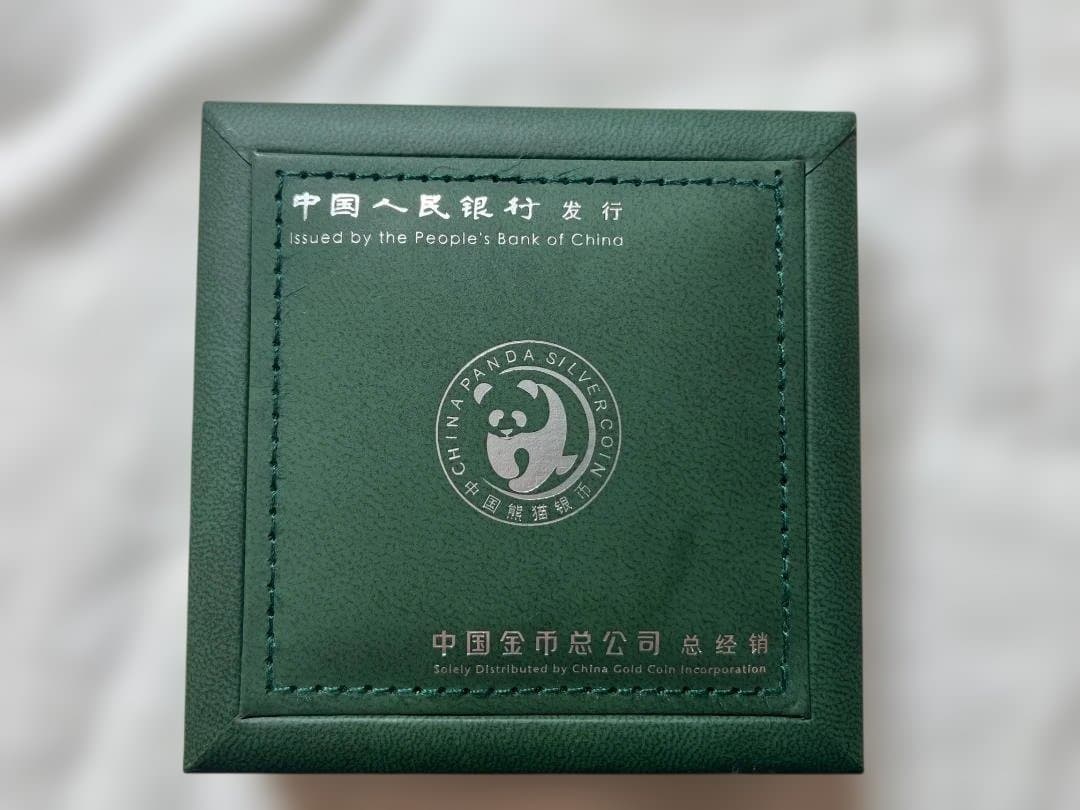 中国人民银行 发行
Issued by the People's Bank of China
CHINA PANDA SILVER COIN
中国熊猫银币
中国金币总公司 总经销
Solely Distributed by China Gold Coin Incorporation